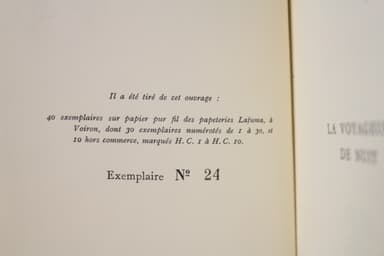 Il a été tiré de cet ouvrage :
40 exemplaires sur papier pur fil des papeteries Lafuma, à
Voiron, dont 30 exemplaires numérotés de 1 à 30, et
10 hors commerce, marqués H. C. 1 à H. C. 10.
Exemplaire Nº 24
LA VOYAGEUSE
DE NUIT